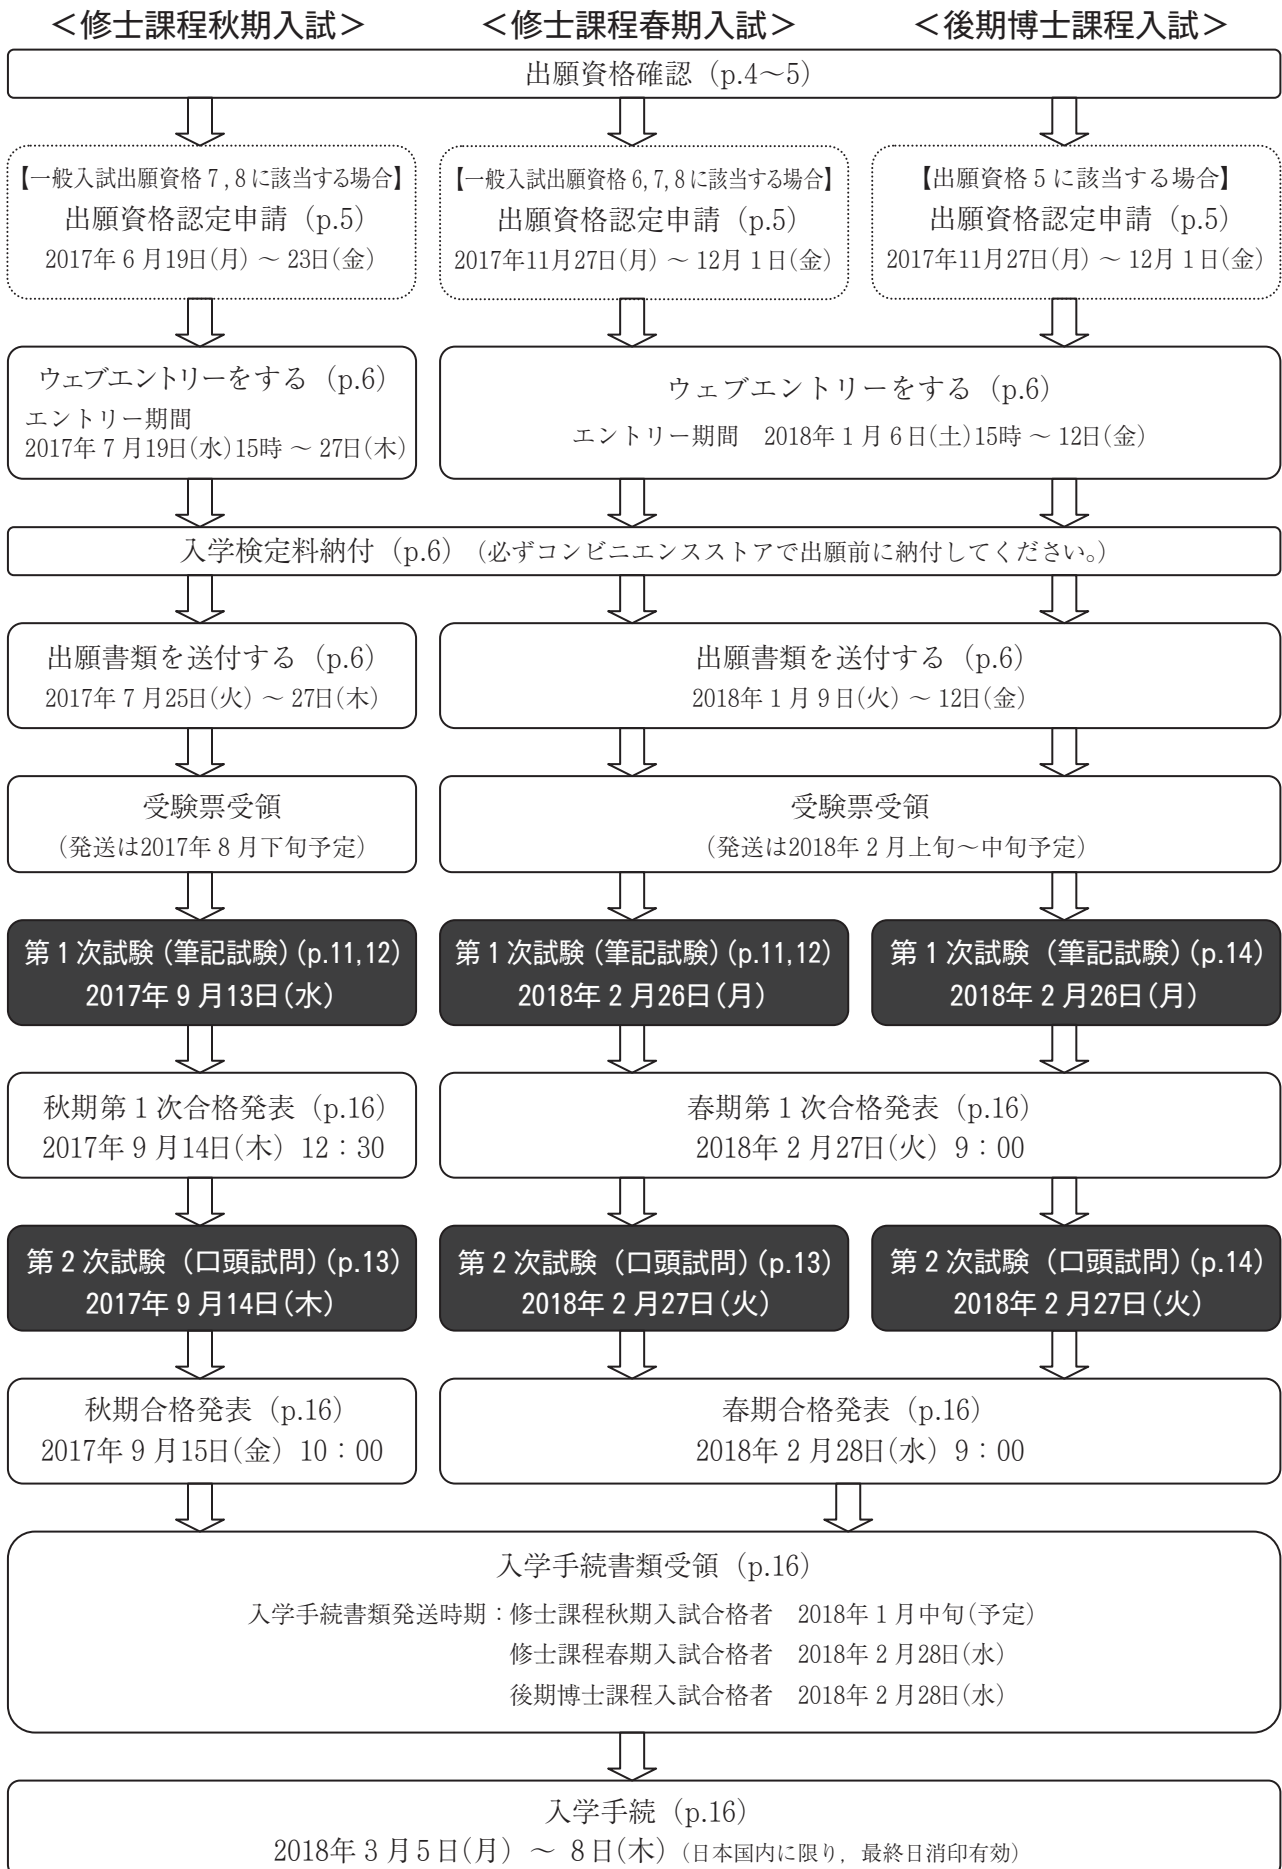 ＜修士課程秋期入試＞
＜修士課程春期入試＞
＜後期博士課程入試＞
出願資格確認（p.4～5）
【一般入試出願資格 7, 8 に該当する場合】
出願資格認定申請（p.5）
2017年 6 月19日(月) ～ 23日(金)
【一般入試出願資格 6, 7, 8 に該当する場合】
出願資格認定申請（p.5）
2017年11月27日(月) ～ 12月 1 日(金)
【出願資格 5 に該当する場合】
出願資格認定申請（p.5）
2017年11月27日(月) ～ 12月 1 日(金)
ウェブエントリーをする（p.6）
エントリー期間
2017年 7 月19日(水)15時 ～ 27日(木)
ウェブエントリーをする（p.6）
エントリー期間　2018年 1 月 6 日(土)15時 ～ 12日(金)
入学検定料納付（p.6）（必ずコンビニエンスストアで出願前に納付してください。）
出願書類を送付する（p.6）
2017年 7 月25日(火) ～ 27日(木)
出願書類を送付する（p.6）
2018年 1 月 9 日(火) ～ 12日(金)
受験票受領
（発送は2017年 8 月下旬予定）
受験票受領
（発送は2018年 2 月上旬～中旬予定）
第 1 次試験（筆記試験）(p.11,12)
2017年 9 月13日(水)
第 1 次試験（筆記試験）(p.11,12)
2018年 2 月26日(月)
第 1 次試験（筆記試験）(p.14)
2018年 2 月26日(月)
秋期第 1 次合格発表（p.16）
2017年 9 月14日(木) 12：30
春期第 1 次合格発表（p.16）
2018年 2 月27日(火) 9：00
第 2 次試験（口頭試問）(p.13)
2017年 9 月14日(木)
第 2 次試験（口頭試問）(p.13)
2018年 2 月27日(火)
第 2 次試験（口頭試問）(p.14)
2018年 2 月27日(火)
秋期合格発表（p.16）
2017年 9 月15日(金) 10：00
春期合格発表（p.16）
2018年 2 月28日(水) 9：00
入学手続書類受領（p.16）
入学手続書類発送時期：修士課程秋期入試合格者　2018年 1 月中旬(予定)
修士課程春期入試合格者　2018年 2 月28日(水)
後期博士課程入試合格者　2018年 2 月28日(水)
入学手続（p.16）
2018年 3 月 5 日(月) ～ 8 日(木)（日本国内に限り，最終日消印有効）